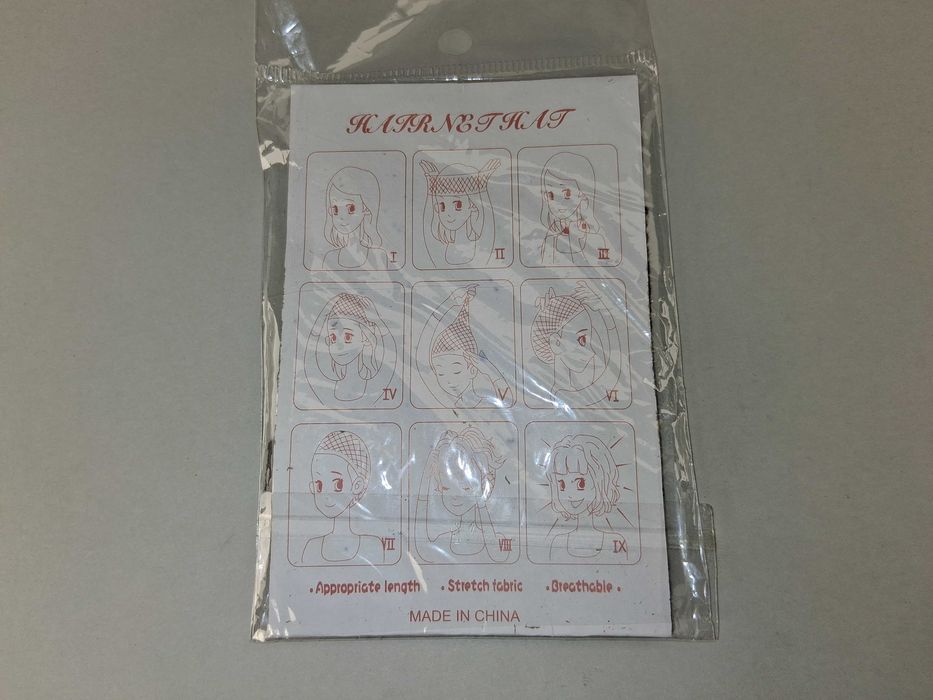 HAIRNETHAT
I II III
IV V VI
VII VIII IX
• Appropriate length • Stretch fabric • Breathable •
MADE IN CHINA